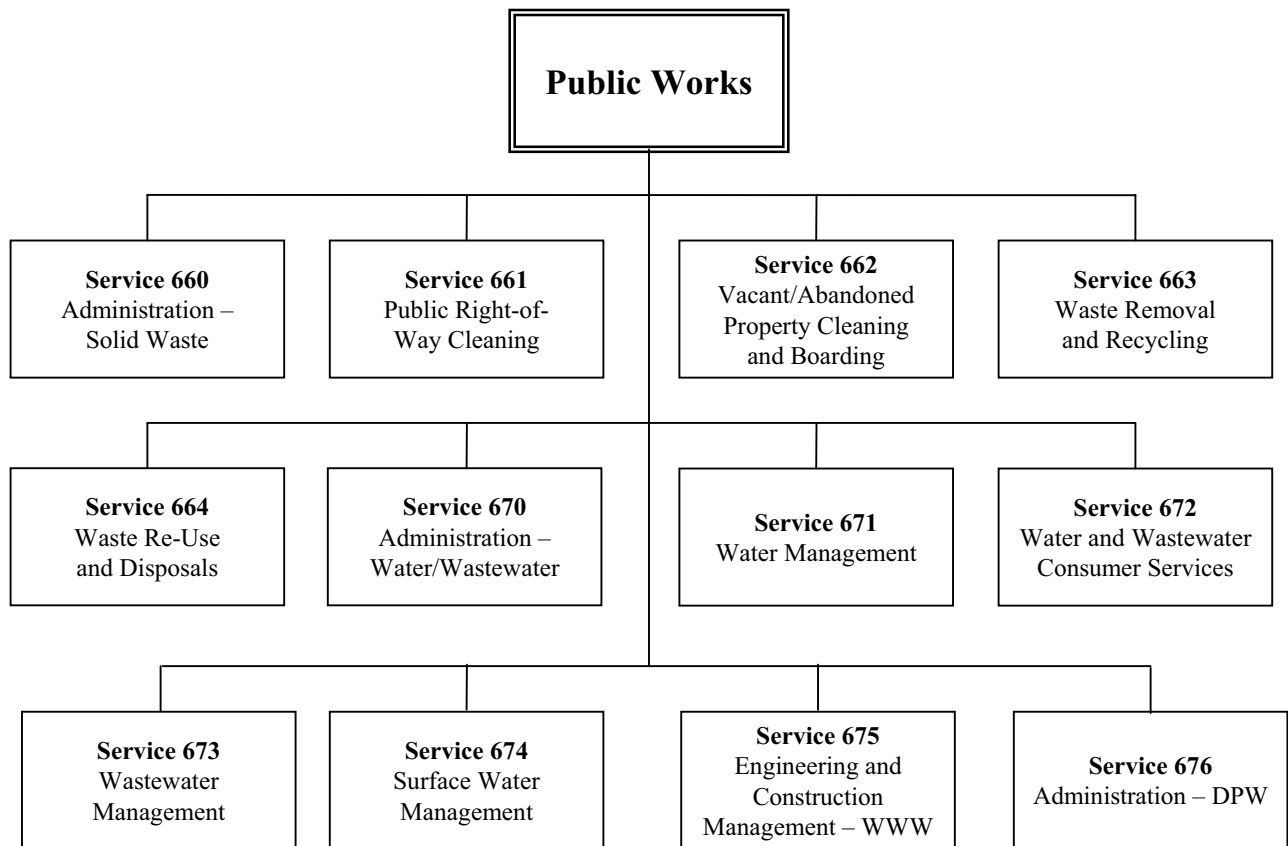 Public Works
Service 660
Administration –
Solid Waste
Service 661
Public Right-of-
Way Cleaning
Service 662
Vacant/Abandoned
Property Cleaning
and Boarding
Service 663
Waste Removal
and Recycling
Service 664
Waste Re-Use
and Disposals
Service 670
Administration –
Water/Wastewater
Service 671
Water Management
Service 672
Water and Wastewater
Consumer Services
Service 673
Wastewater
Management
Service 674
Surface Water
Management
Service 675
Engineering and
Construction
Management – WWW
Service 676
Administration – DPW